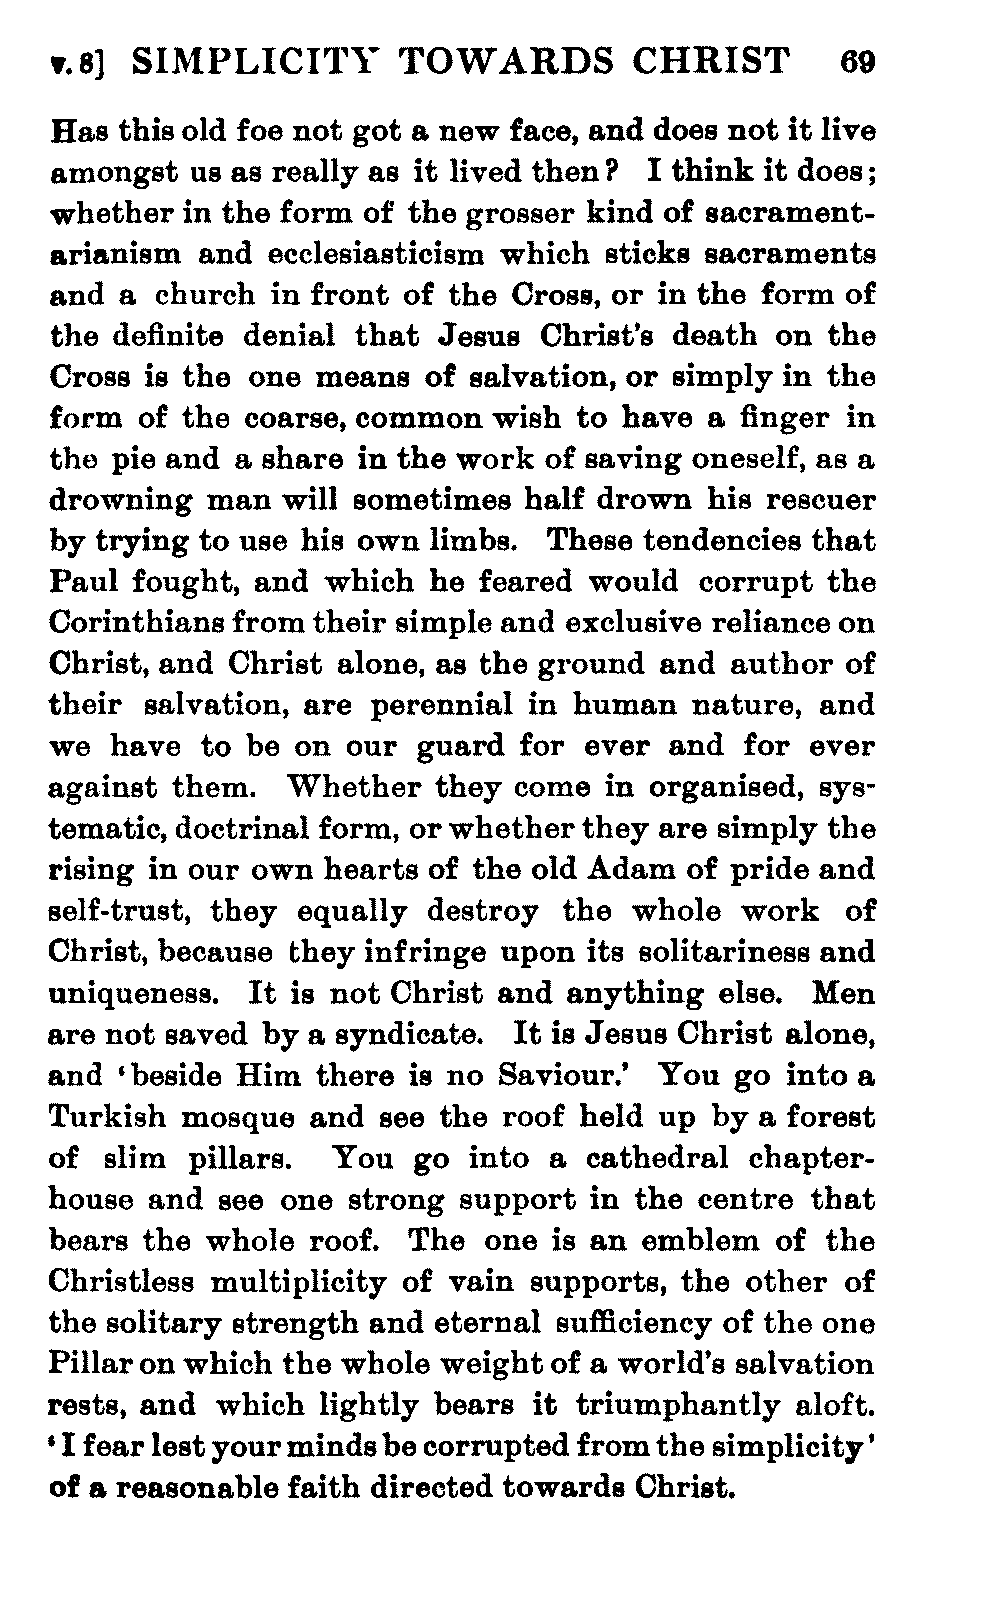 v. 8] SIMPLICITY TOWARDS CHRIST 69
Has this old foe not got a new face, and does not it live
amongst us as really as it lived then? I think it does;
whether in the form of the grosser kind of sacrament-
arianism and ecclesiasticism which sticks sacraments
and a church in front of the Cross, or in the form of
the definite denial that Jesus Christ's death on the
Cross is the one means of salvation, or simply in the
form of the coarse, common wish to have a finger in
the pie and a share in the work of saving oneself, as a
drowning man will sometimes half drown his rescuer
by trying to use his own limbs. These tendencies that
Paul fought, and which he feared would corrupt the
Corinthians from their simple and exclusive reliance on
Christ, and Christ alone, as the ground and author of
their salvation, are perennial in human nature, and
we have to be on our guard for ever and for ever
against them. Whether they come in organised, sys-
tematic, doctrinal form, or whether they are simply the
rising in our own hearts of the old Adam of pride and
self-trust, they equally destroy the whole work of
Christ, because they infringe upon its solitariness and
uniqueness. It is not Christ and anything else. Men
are not saved by a syndicate. It is Jesus Christ alone,
and ‘beside Him there is no Saviour.’ You go into a
Turkish mosque and see the roof held up by a forest
of slim pillars. You go into a cathedral chapter-
house and see one strong support in the centre that
bears the whole roof. The one is an emblem of the
Christless multiplicity of vain supports, the other of
the solitary strength and eternal sufficiency of the one
Pillar on which the whole weight of a world's salvation
rests, and which lightly bears it triumphantly aloft.
‘I fear lest your minds be corrupted from the simplicity’
of a reasonable faith directed towards Christ.